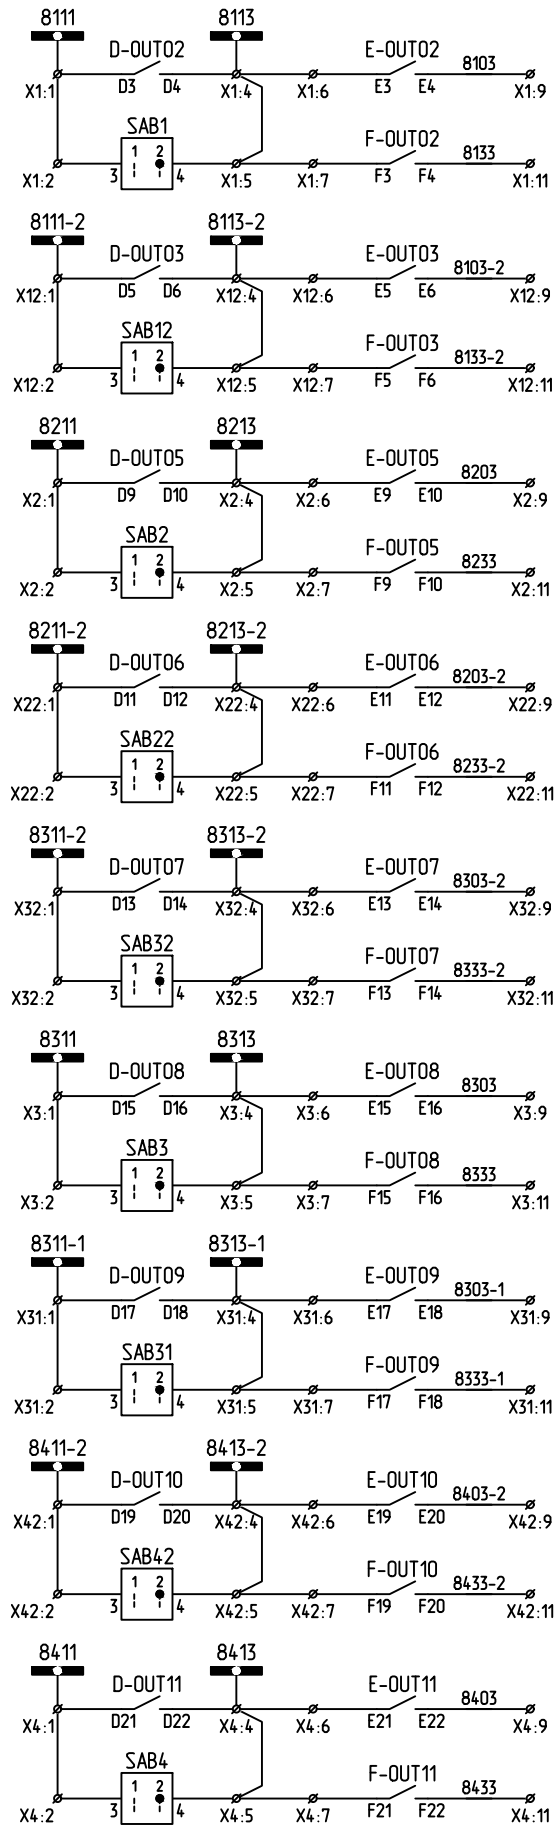 8111 8113
D-OUT02 E-OUT02 8103
X1:1 D3 D4 X1:4 X1:6 E3 E4 X1:9
SAB1 F-OUT02 8133
1 2
X1:2 3 4 X1:5 X1:7 F3 F4 X1:11
8111-2 8113-2
D-OUT03 E-OUT03 8103-2
X12:1 D5 D6 X12:4 X12:6 E5 E6 X12:9
SAB12 F-OUT03 8133-2
1 2
X12:2 3 4 X12:5 X12:7 F5 F6 X12:11
8211 8213
D-OUT05 E-OUT05 8203
X2:1 D9 D10 X2:4 X2:6 E9 E10 X2:9
SAB2 F-OUT05 8233
1 2
X2:2 3 4 X2:5 X2:7 F9 F10 X2:11
8211-2 8213-2
D-OUT06 E-OUT06 8203-2
X22:1 D11 D12 X22:4 X22:6 E11 E12 X22:9
SAB22 F-OUT06 8233-2
1 2
X22:2 3 4 X22:5 X22:7 F11 F12 X22:11
8311-2 8313-2
D-OUT07 E-OUT07 8303-2
X32:1 D13 D14 X32:4 X32:6 E13 E14 X32:9
SAB32 F-OUT07 8333-2
1 2
X32:2 3 4 X32:5 X32:7 F13 F14 X32:11
8311 8313
D-OUT08 E-OUT08 8303
X3:1 D15 D16 X3:4 X3:6 E15 E16 X3:9
SAB3 F-OUT08 8333
1 2
X3:2 3 4 X3:5 X3:7 F15 F16 X3:11
8311-1 8313-1
D-OUT09 E-OUT09 8303-1
X31:1 D17 D18 X31:4 X31:6 E17 E18 X31:9
SAB31 F-OUT09 8333-1
1 2
X31:2 3 4 X31:5 X31:7 F17 F18 X31:11
8411-2 8413-2
D-OUT10 E-OUT10 8403-2
X42:1 D19 D20 X42:4 X42:6 E19 E20 X42:9
SAB42 F-OUT10 8433-2
1 2
X42:2 3 4 X42:5 X42:7 F19 F20 X42:11
8411 8413
D-OUT11 E-OUT11 8403
X4:1 D21 D22 X4:4 X4:6 E21 E22 X4:9
SAB4 F-OUT11 8433
1 2
X4:2 3 4 X4:5 X4:7 F21 F22 X4:11